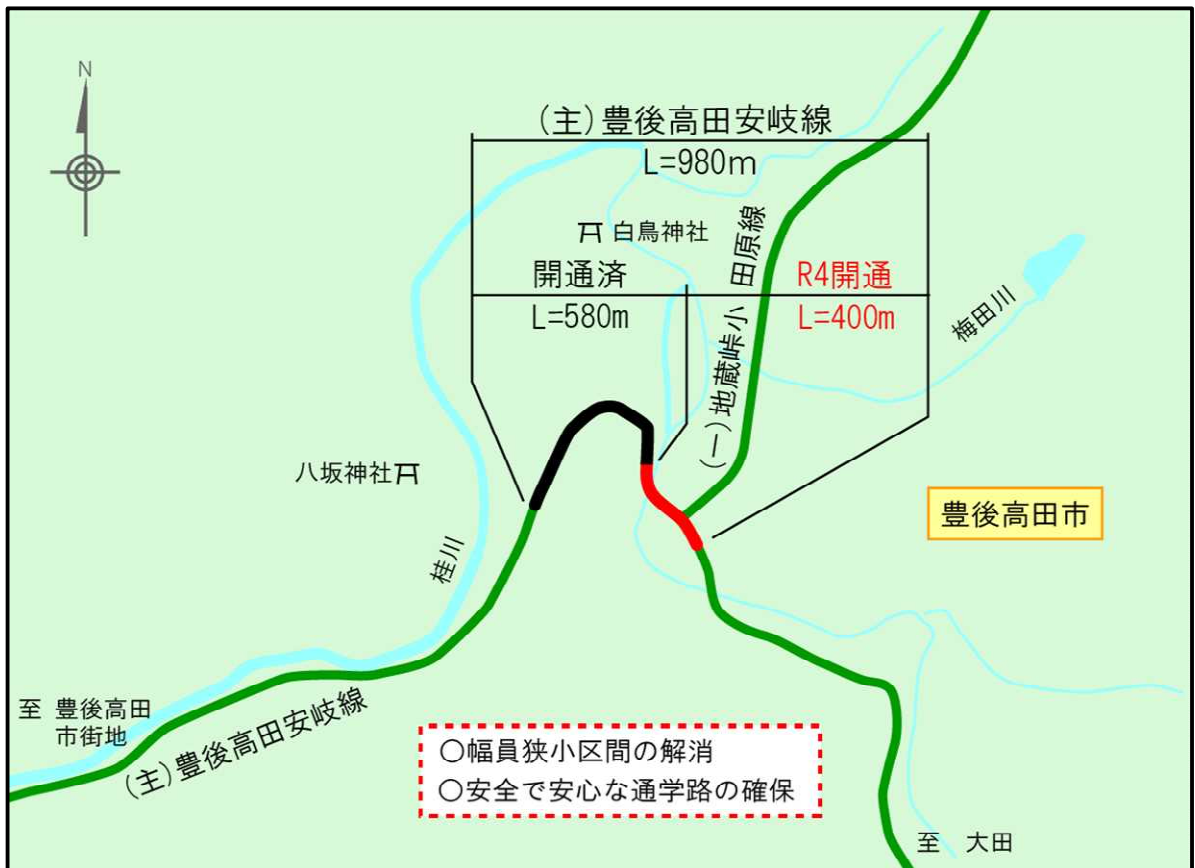 N
(主)豊後高田安岐線
L=980m
白鳥神社
開通済
L=580m
R4開通
L=400m
(一)地蔵峠小田原線
梅田川
八坂神社
桂川
豊後高田市
至 豊後高田
市街地
(主)豊後高田安岐線
○幅員狭小区間の解消
○安全で安心な通学路の確保
至 大田